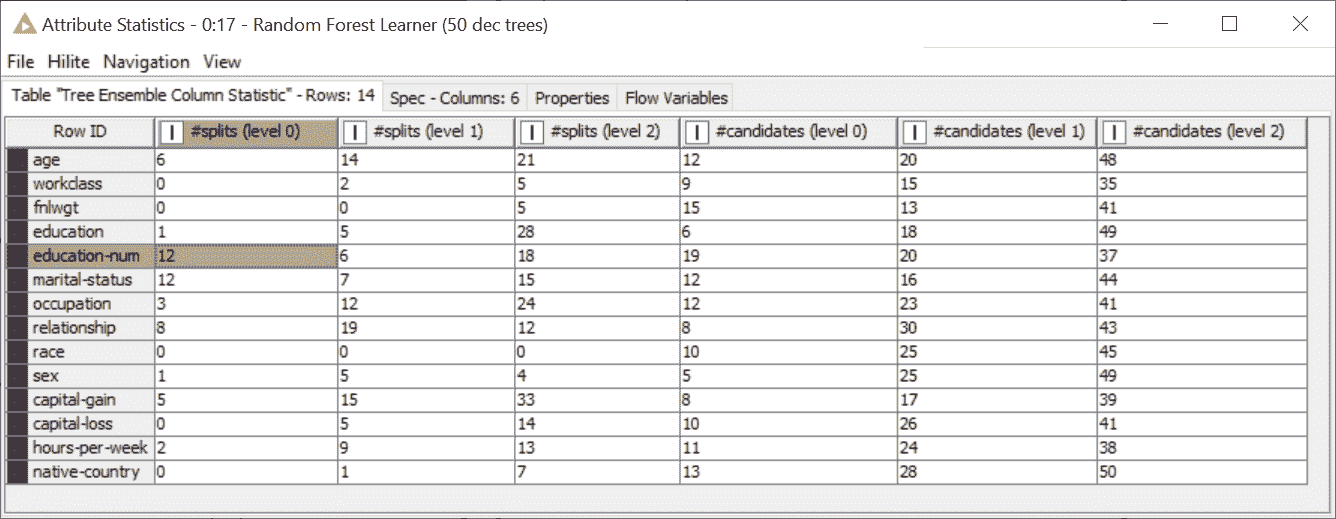 Attribute Statistics - 0:17 - Random Forest Learner (50 dec trees)
File Hilite Navigation View
Table "Tree Ensemble Column Statistic" - Rows: 14 Spec - Columns: 6 Properties Flow Variables
Row ID I #splits (level 0) I #splits (level 1) I #splits (level 2) I #candidates (level 0) I #candidates (level 1) I #candidates (level 2)
age 6 14 21 12 20 48
workclass 0 2 5 9 15 35
fnlwgt 0 0 5 15 13 41
education 1 5 28 6 18 49
education-num 12 6 18 19 20 37
marital-status 12 7 15 12 16 44
occupation 3 12 24 12 23 41
relationship 8 19 12 8 30 43
race 0 0 0 10 25 45
sex 1 5 4 5 25 49
capital-gain 5 15 33 8 17 39
capital-loss 0 5 14 10 26 41
hours-per-week 2 9 13 11 24 38
native-country 0 1 7 13 28 50